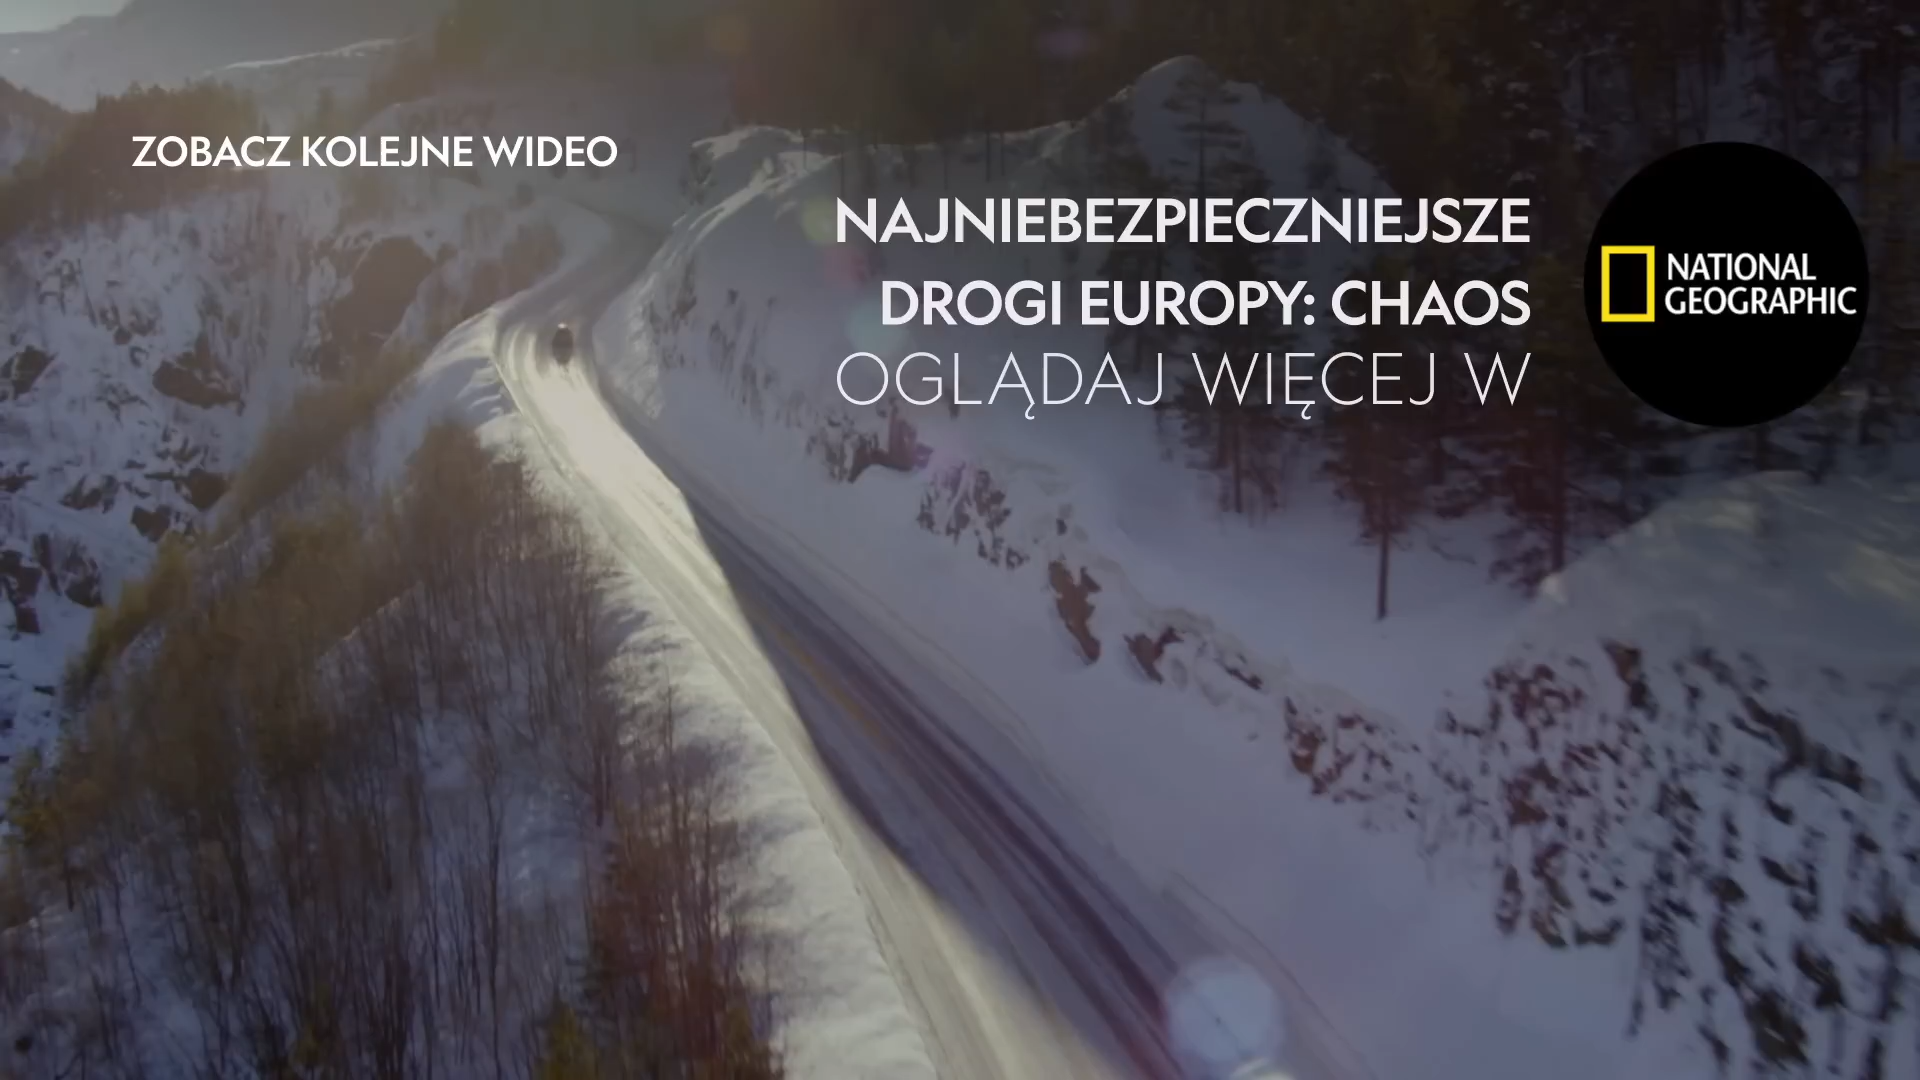 ZOBACZ KOLEJNE WIDEO
NAJNIEBEZPIECZNIEJSZE
DROGI EUROPY: CHAOS
OGLĄDAJ WIĘCEJ W
NATIONAL
GEOGRAPHIC